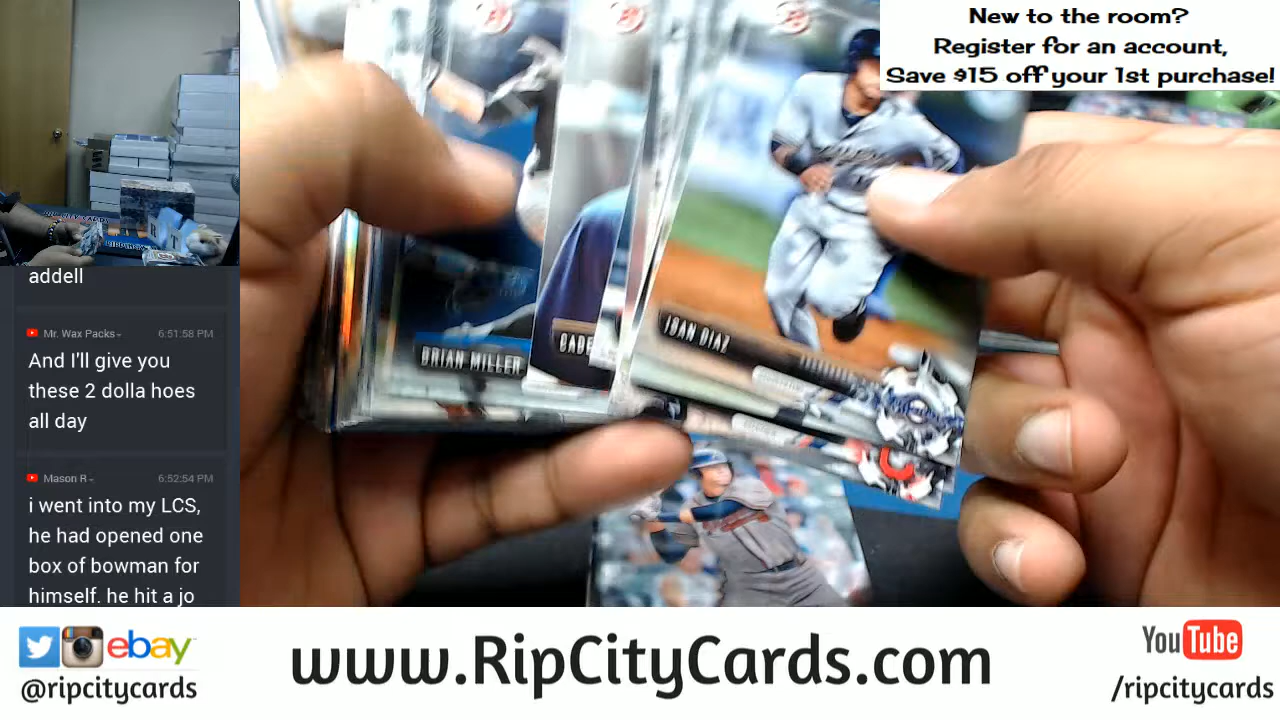 New to the room?
Register for an account,
Save $15 off your 1st purchase!
addell
Mr. Wax Packs
6:51:58 PM
And I'll give you
these 2 dolla hoes
all day
Mason R
6:52:54 PM
i went into my LCS,
he had opened one
box of bowman for
himself. he hit a jo
BRIAN MILLER
CADE
ISAN DIAZ
ebay
@ripcitycards
www.RipCityCards.com
YouTube
/ripcitycards